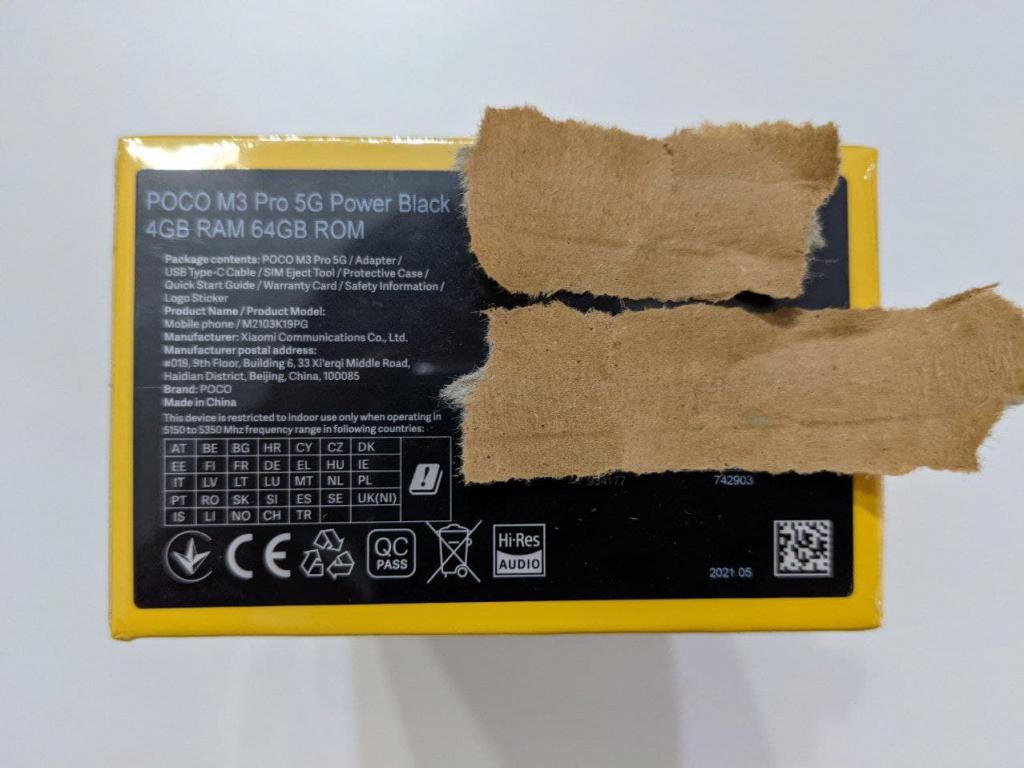 POCO M3 Pro 5G Power Black
4GB RAM 64GB ROM
Package contents: POCO M3 Pro 5G / Adapter /
USB Type-C Cable / SIM Eject Tool / Protective Case /
Quick Start Guide / Warranty Card / Safety Information /
Logo Sticker
Product Name / Product Model:
Mobile phone / M2103K19PG
Manufacturer: Xiaomi Communications Co., Ltd.
Manufacturer postal address:
#019, 9th Floor, Building 6, 33 Xi'erqi Middle Road,
Haidian District, Beijing, China, 100085
Brand: POCO
Made in China
This device is restricted to indoor use only when operating in
5150 to 5350 Mhz frequency range in following countries:
AT BE BG HR CY CZ DK
EE FI FR DE EL HU IE
IT LV LT LU MT NL PL
PT RO SK SI ES SE UK(NI)
IS LI NO CH TR
742903
CE
QC
PASS
Hi-Res
AUDIO
2021 05